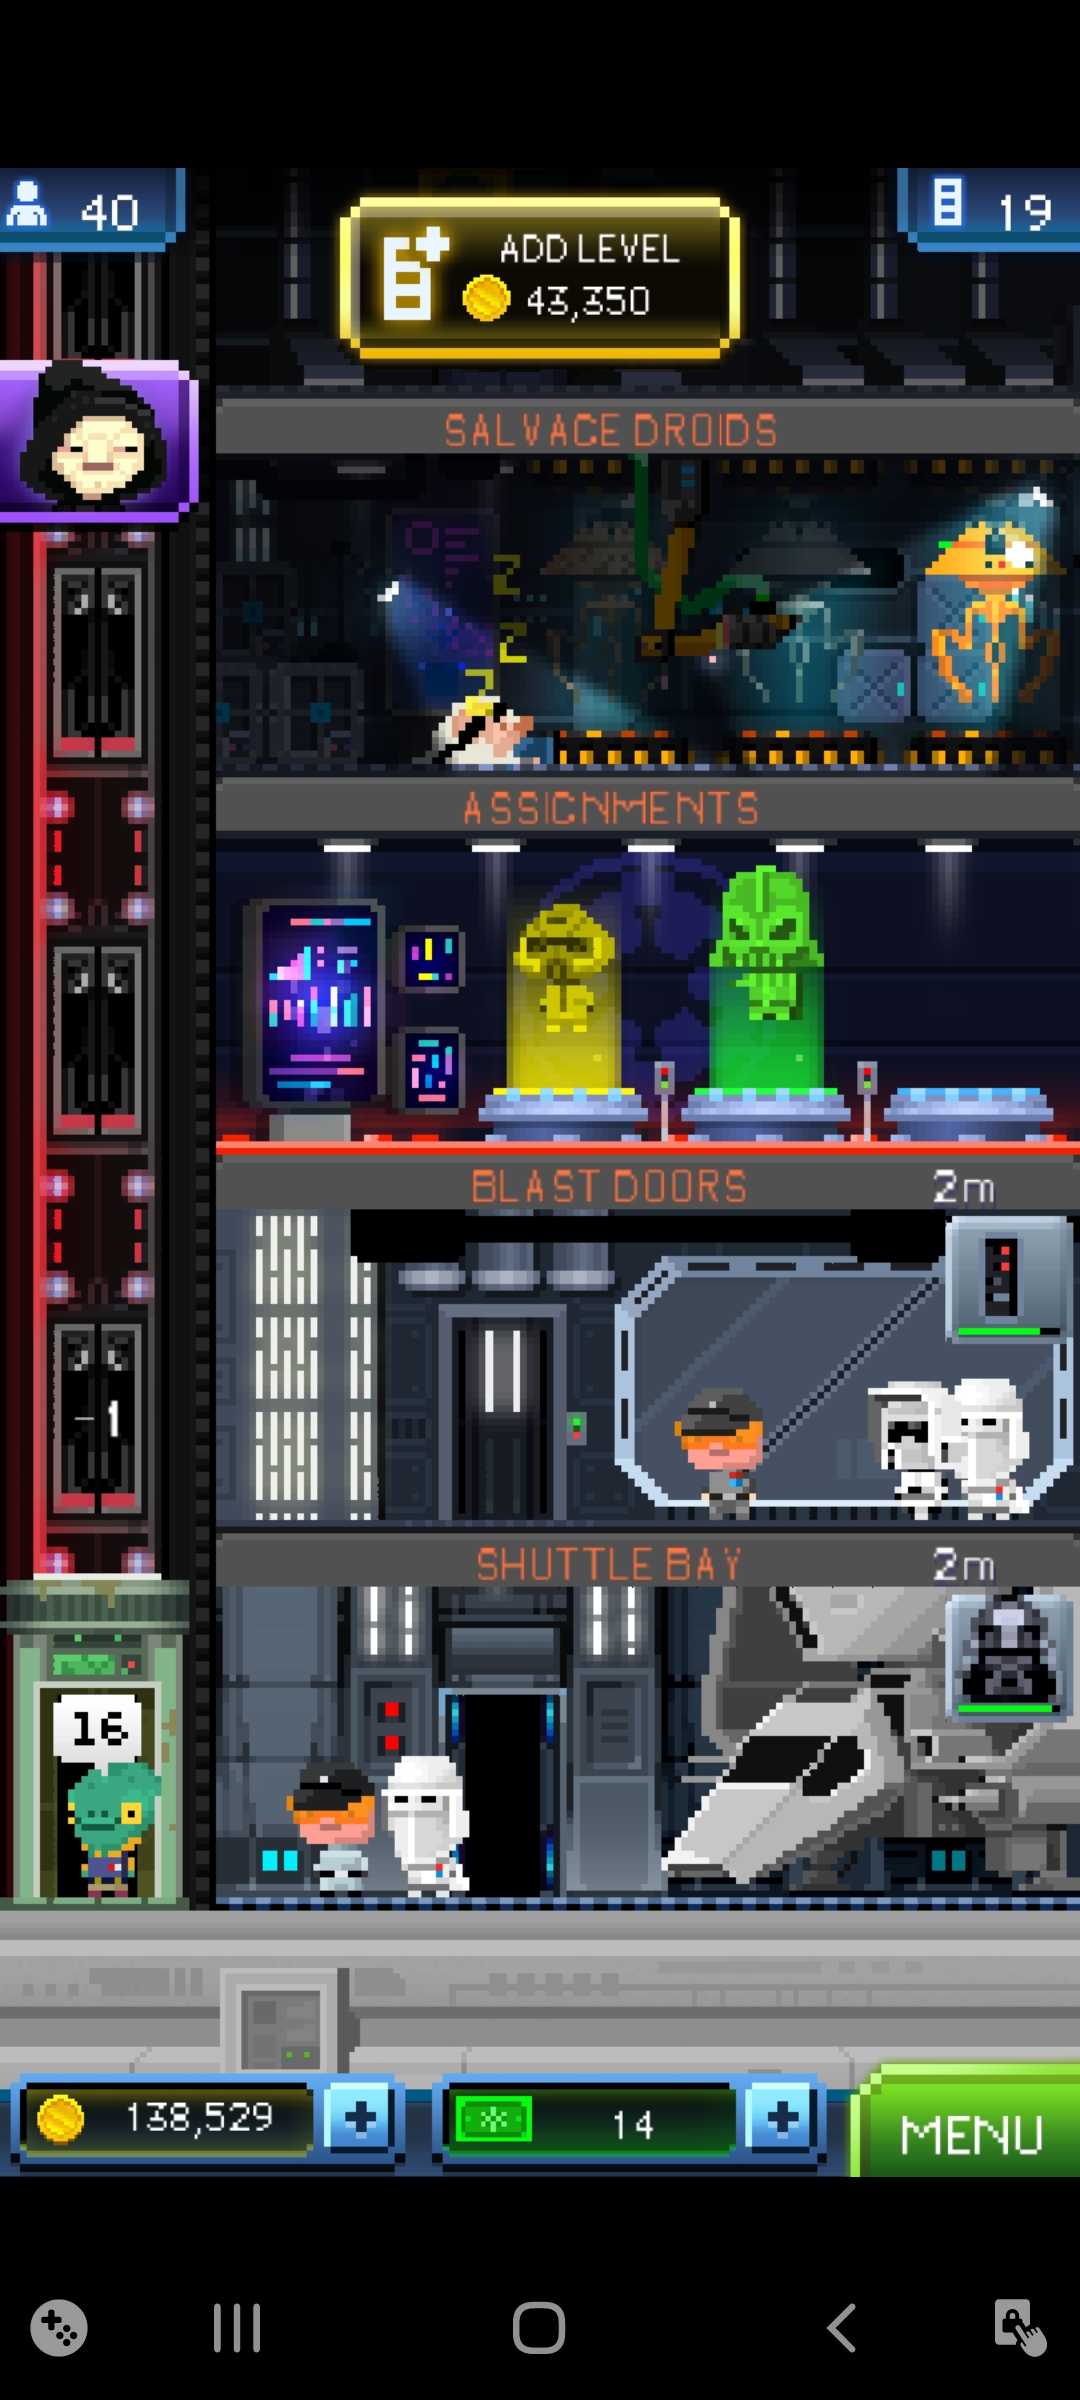 40
ADD LEVEL
43,350
19
SALVAGE DROIDS
Z
Z
Z
ASSIGNMENTS
BLAST DOORS 2m
-1
SHUTTLE BAY 2m
16
138,529
14
MENU